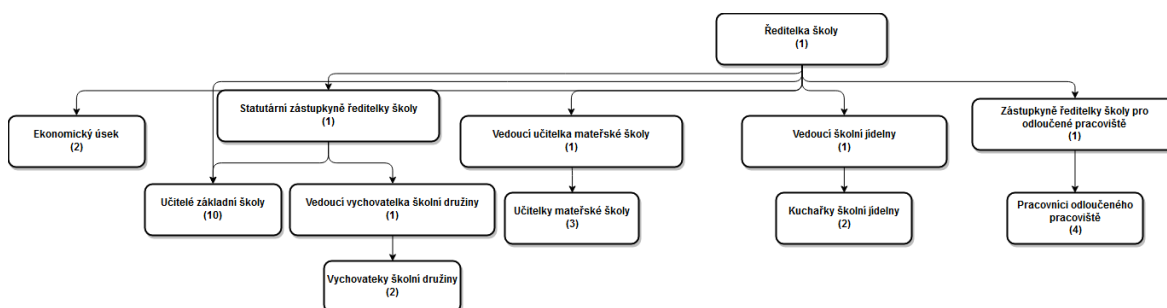 Ředitelka školy
(1)
Statutární zástupkyně ředitelky školy
(1)
Ekonomický úsek
(2)
Vedoucí učitelka mateřské školy
(1)
Vedoucí školní jídelny
(1)
Zástupkyně ředitelky školy pro
odloučené pracoviště
(1)
Učitelé základní školy
(10)
Vedoucí vychovatelka školní družiny
(1)
Učitelky mateřské školy
(3)
Kuchařky školní jídelny
(2)
Pracovníci odloučeného
pracoviště
(4)
Vychovateky školní družiny
(2)